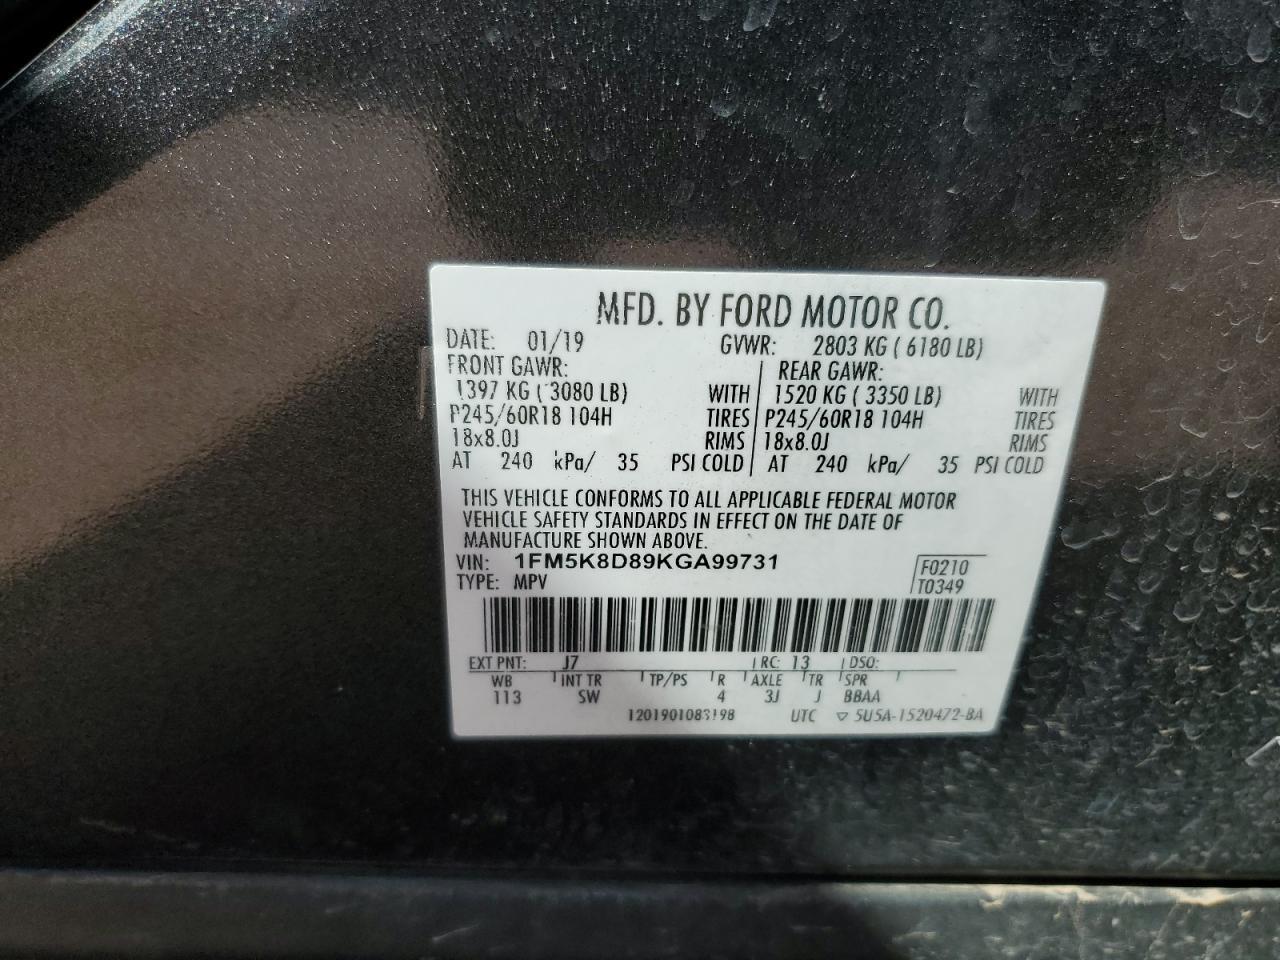 MFD. BY FORD MOTOR CO.
DATE: 01/19 GVWR: 2803 KG ( 6180 LB)
FRONT GAWR: REAR GAWR:
1397 KG ( 3080 LB) WITH 1520 KG ( 3350 LB) WITH
P245/60R18 104H TIRES P245/60R18 104H TIRES
18x8.0J RIMS 18x8.0J RIMS
AT 240 kPa/ 35 PSI COLD AT 240 kPa/ 35 PSI COLD
THIS VEHICLE CONFORMS TO ALL APPLICABLE FEDERAL MOTOR
VEHICLE SAFETY STANDARDS IN EFFECT ON THE DATE OF
MANUFACTURE SHOWN ABOVE.
VIN: 1FM5K8D89KGA99731 F0210
TYPE: MPV T0349
EXT PNT: J7 RC: 13 DSO:
WB INT TR TP/PS R AXLE TR SPR
113 SW 4 3J J BBAA
1201901083198 UTC ▽ 5U5A-1520472-BA